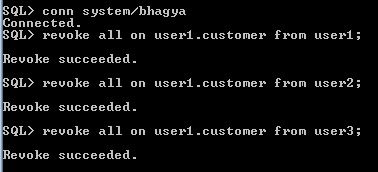 SQL> conn system/bhagya
Connected.
SQL> revoke all on user1.customer from user1;
Revoke succeeded.
SQL> revoke all on user1.customer from user2;
Revoke succeeded.
SQL> revoke all on user1.customer from user3;
Revoke succeeded.